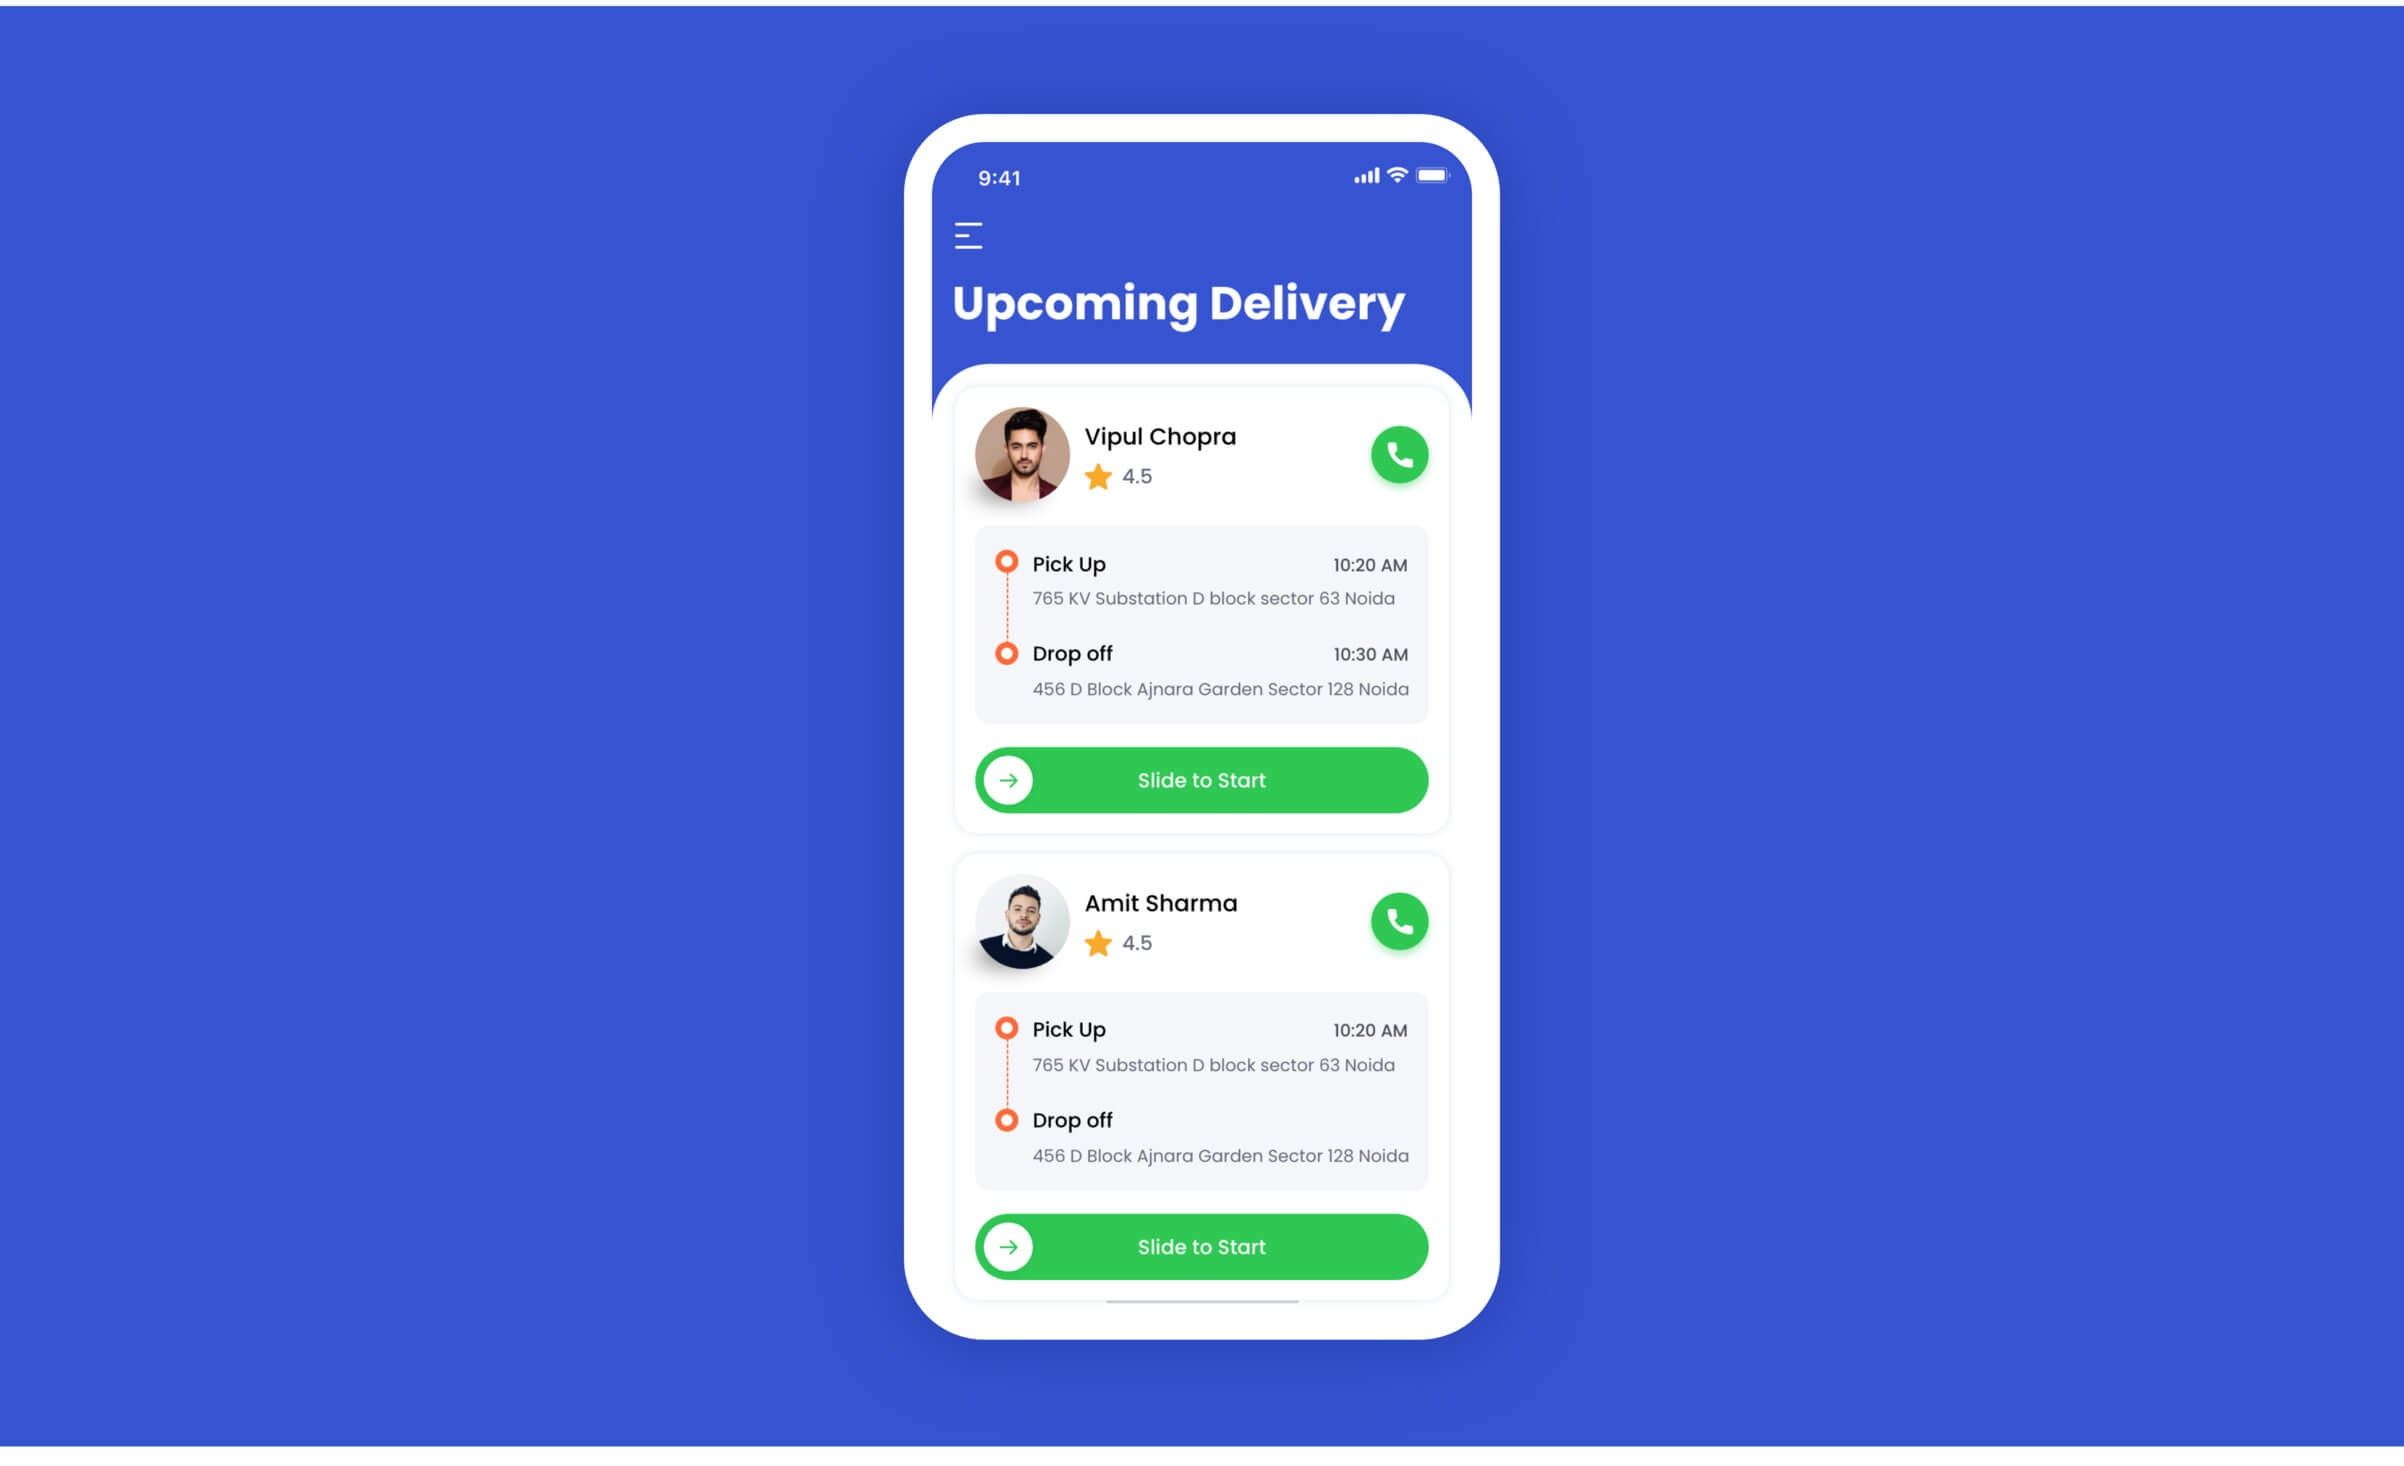 9:41
Upcoming Delivery
Vipul Chopra
4.5
Pick Up 10:20 AM
765 KV Substation D block sector 63 Noida
Drop off 10:30 AM
456 D Block Ajnara Garden Sector 128 Noida
Slide to Start
Amit Sharma
4.5
Pick Up 10:20 AM
765 KV Substation D block sector 63 Noida
Drop off
456 D Block Ajnara Garden Sector 128 Noida
Slide to Start